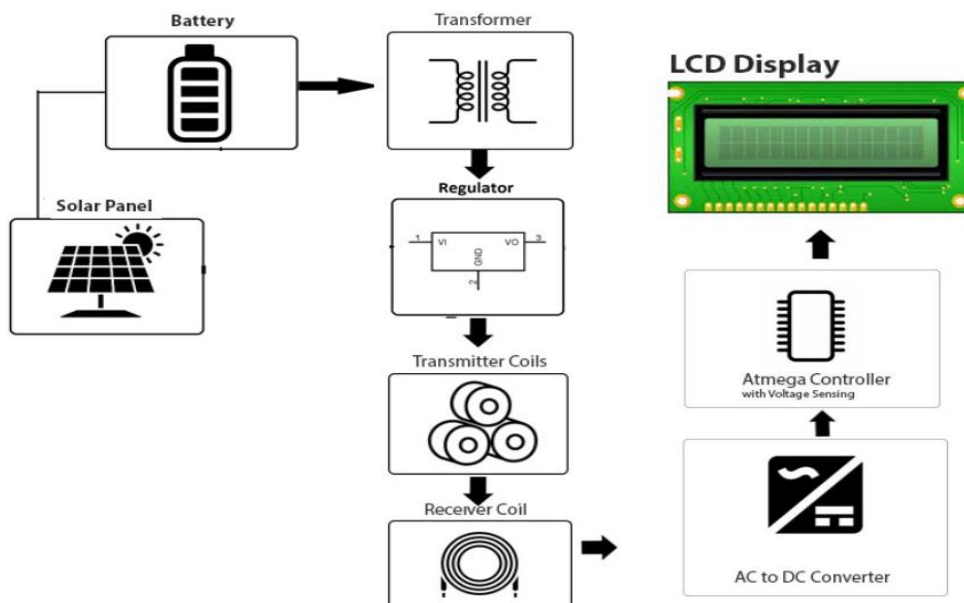 Battery
Transformer
LCD Display
Solar Panel
Regulator
1
VI
VO
3
GND
2
Transmitter Coils
Atmega Controller
with Voltage Sensing
Receiver Coil
AC to DC Converter